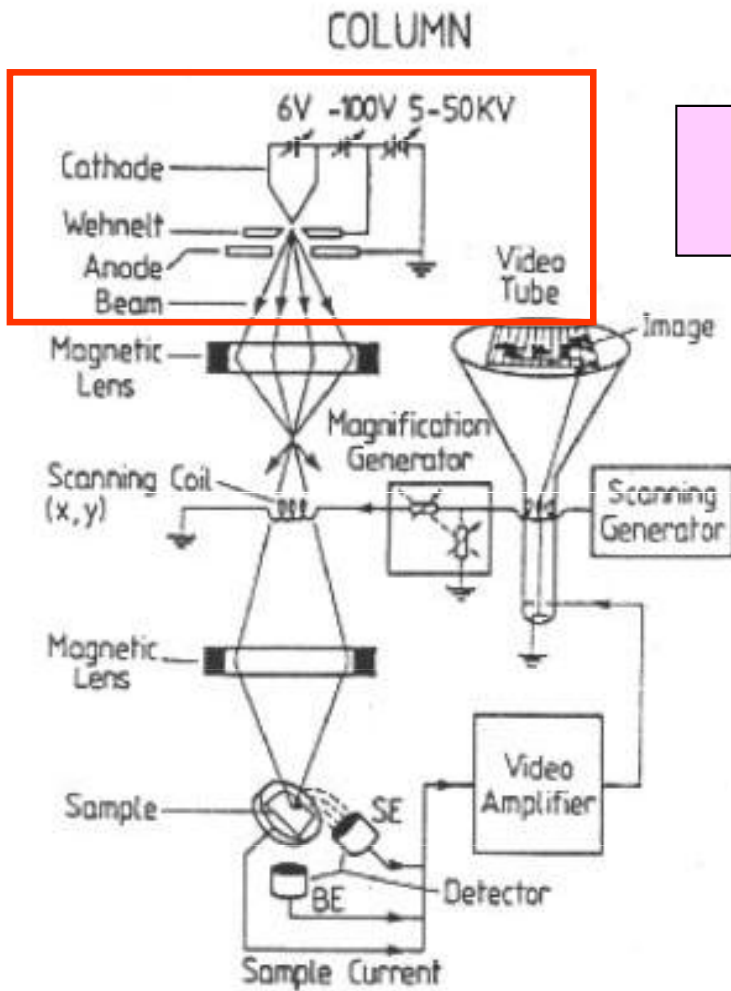 COLUMN
6V -100V 5-50KV
Cathode
Wehnelt
Anode
Beam
Video
Tube
Image
Magnetic
Lens
Magnification
Generator
Scanning Coil
(x,y)
Scanning
Generator
Magnetic
Lens
Video
Amplifier
Sample
SE
BE
Detector
Sample Current